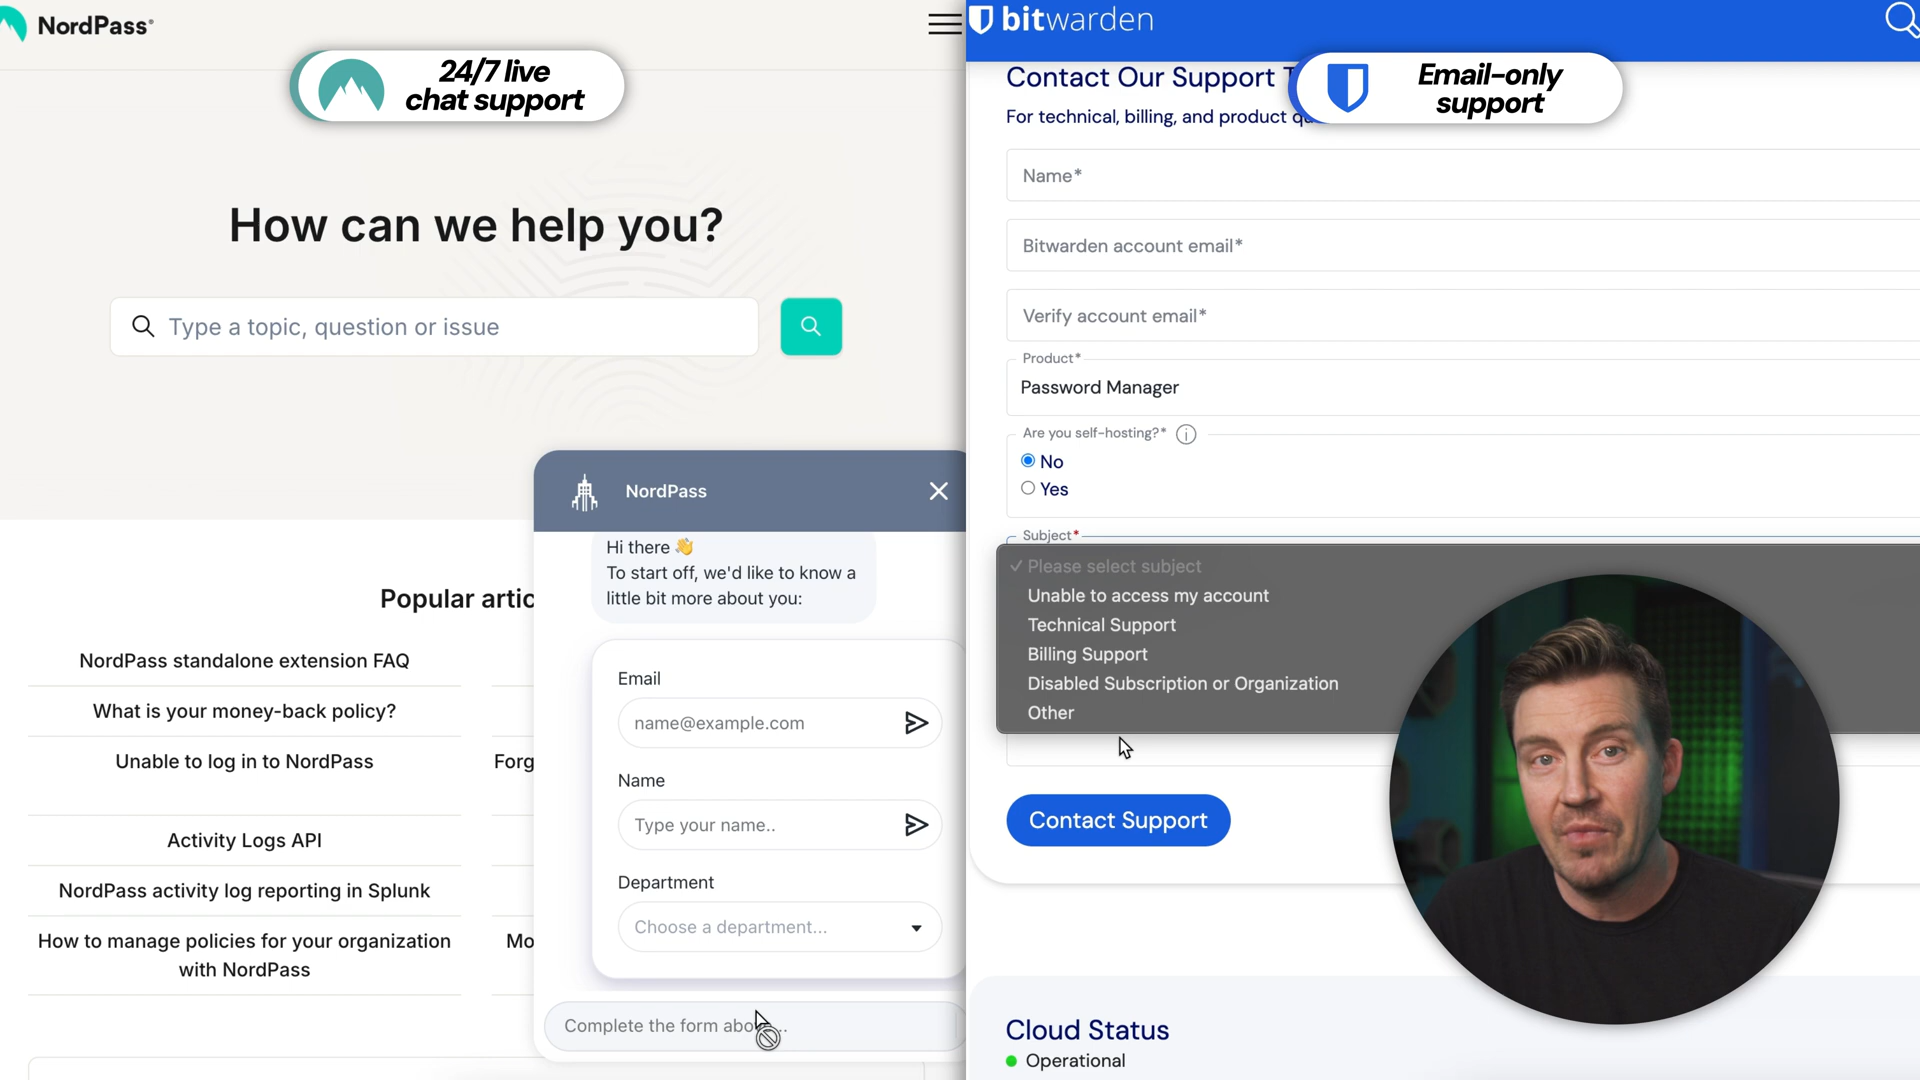 NordPass®
24/7 live
chat support
How can we help you?
Type a topic, question or issue
Popular artic
NordPass standalone extension FAQ
What is your money-back policy?
Unable to log in to NordPass
Forg
Activity Logs API
NordPass activity log reporting in Splunk
How to manage policies for your organization
with NordPass
Mo
NordPass
Hi there 👋
To start off, we'd like to know a
little bit more about you:
Email
name@example.com
Name
Type your name..
Department
Choose a department...
Complete the form abo
bitwarden
Email-only
support
Contact Our Support T
For technical, billing, and product qu
Name*
Bitwarden account email*
Verify account email*
Product*
Password Manager
Are you self-hosting?*
No
Yes
Subject*
✓ Please select subject
Unable to access my account
Technical Support
Billing Support
Disabled Subscription or Organization
Other
Contact Support
Cloud Status
Operational